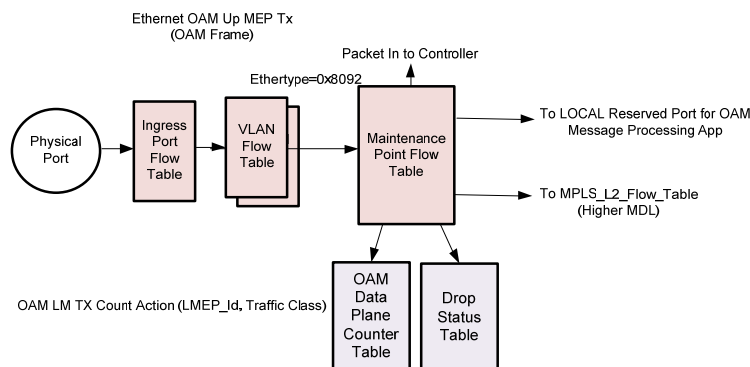 Ethernet OAM Up MEP Tx
(OAM Frame)
Packet In to Controller
Ethertype=0x8092
Physical
Port
Ingress
Port
Flow
Table
VLAN
Flow
Table
Maintenance
Point Flow
Table
To LOCAL Reserved Port for OAM
Message Processing App
To MPLS_L2_Flow_Table
(Higher MDL)
OAM LM TX Count Action (LMEP_Id, Traffic Class)
OAM
Data
Plane
Counter
Table
Drop
Status
Table